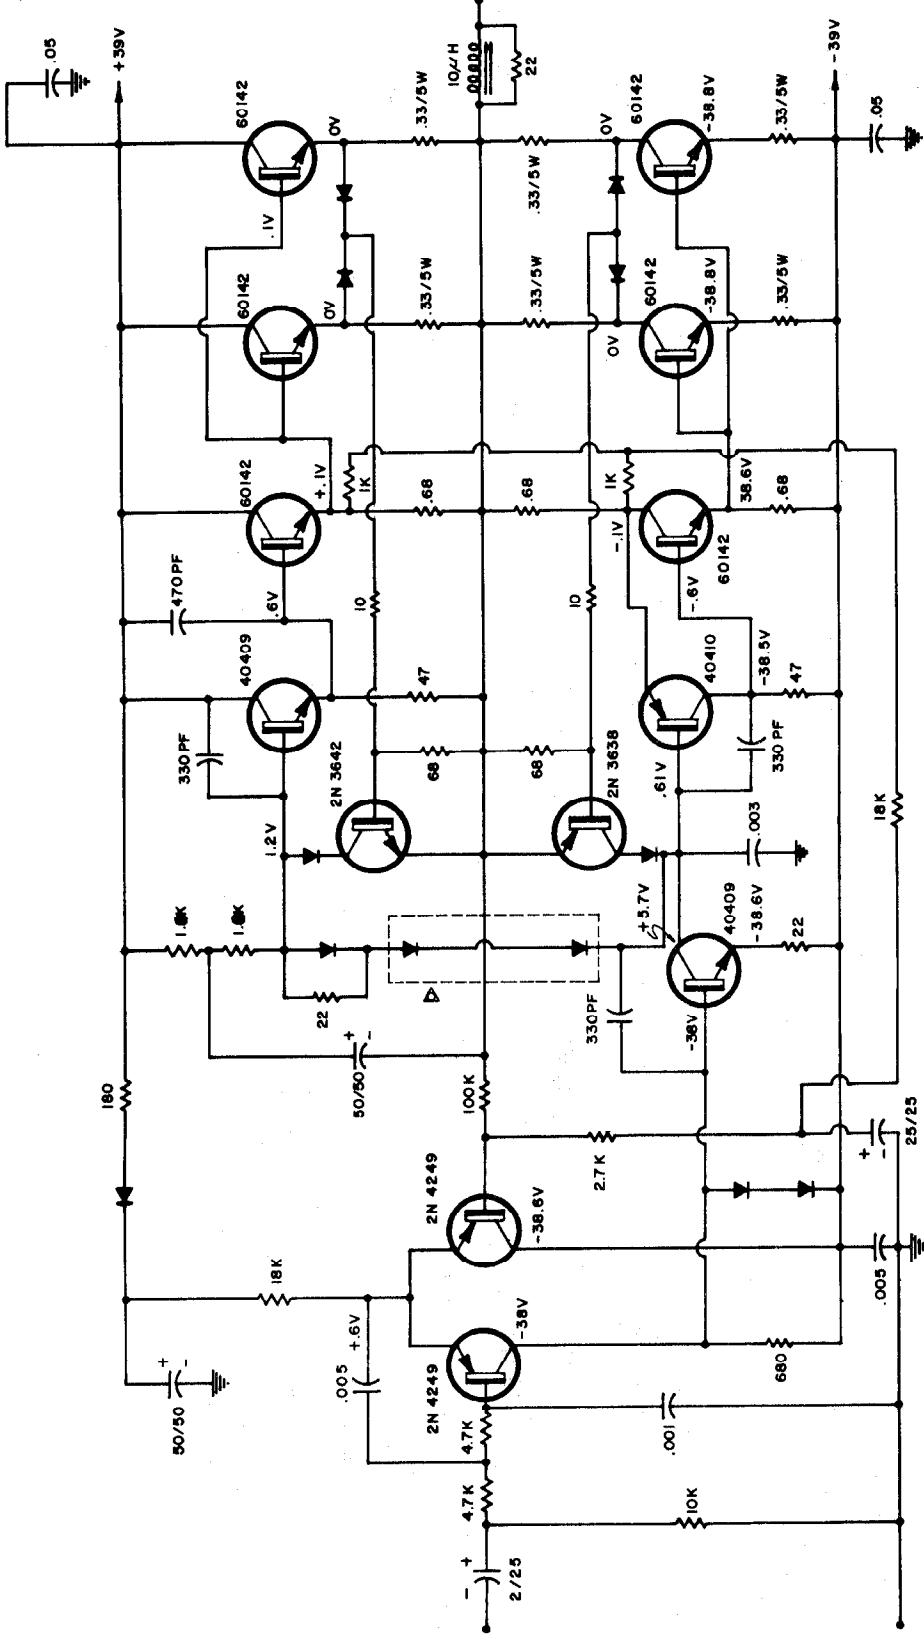 .05
+39V
180
470PF
60142
60142
60142
40409
330PF
+
-
50/50
18K
1.2V
.6V
+.1V
.1V
0V
0V
2N 3642
22
1K
10
+
-
50/50
.005
+.6V
47
.68
.33/5W
.33/5W
68
2N 4249
2N 4249
100K
10µH
22
4.7K
4.7K
- +
2/25
-38V
-38.6V
.68
.33/5W
.33/5W
68
2N 3638
10
330PF
2.7K
1K
-.1V
0V
0V
60142
60142
+5.7V
.61V
.001
-38V
10K
-.6V
40410
60142
-38.8V
-38.8V
40409
-38.6V
-38.5V
38.6V
.003
330 PF
680
22
47
.68
.33/5W
.33/5W
-39V
.005
+
-
25/25
18K
.05